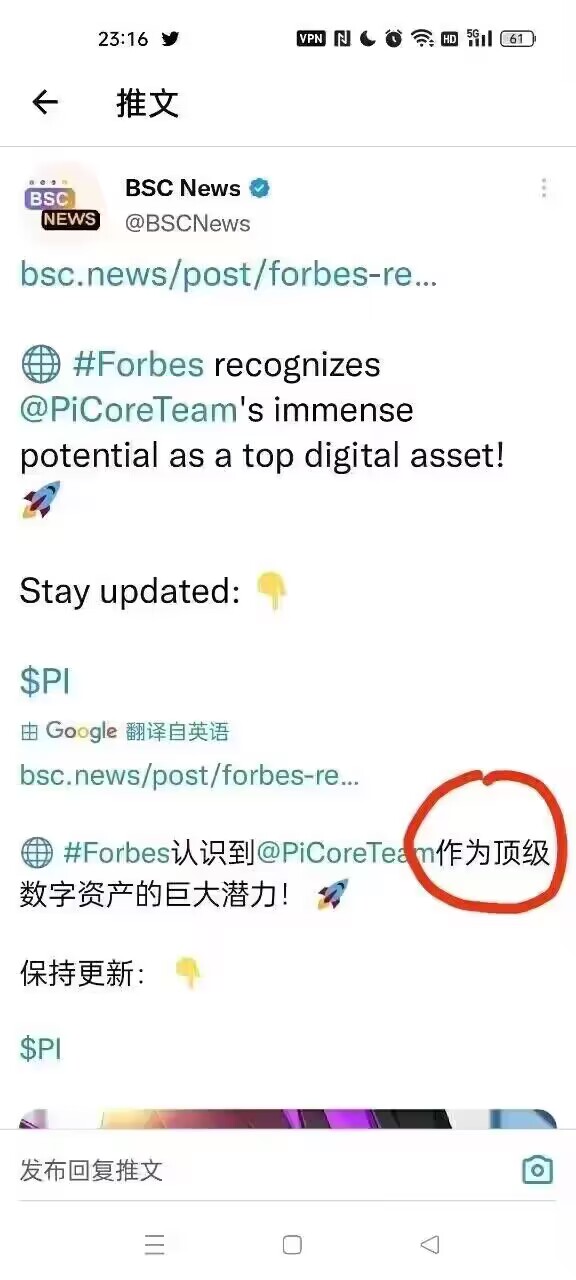 23:16 VPN HD 5G 61
推文
BSC NEWS
BSC News
@BSCNews
bsc.news/post/forbes-re...
#Forbes recognizes
@PiCoreTeam's immense
potential as a top digital asset!
Stay updated:
$PI
由 Google 翻译自英语
bsc.news/post/forbes-re...
#Forbes认识到@PiCoreTeam作为顶级
数字资产的巨大潜力！
保持更新：
$PI
发布回复推文